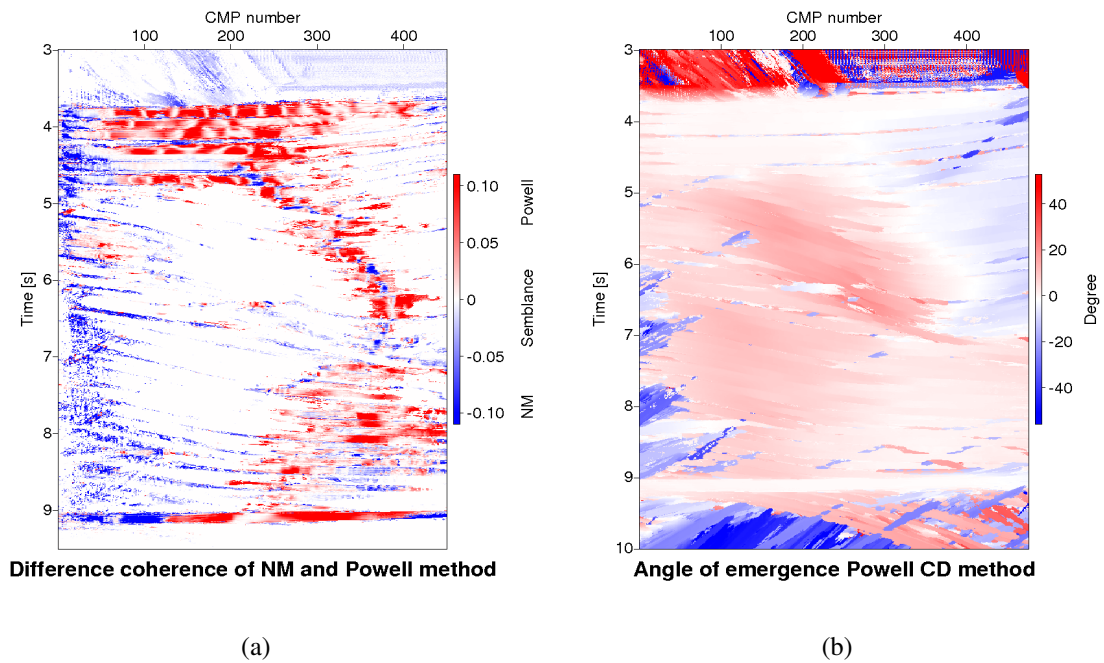 CMP number
100 200 300 400
3
4
5
6
7
8
9
Time [s]
0.10
0.05
0
-0.05
-0.10
NM Semblance Powell
Difference coherence of NM and Powell method
(a)
CMP number
100 200 300 400
3
4
5
6
7
8
9
10
Time [s]
40
20
0
-20
-40
Degree
Angle of emergence Powell CD method
(b)